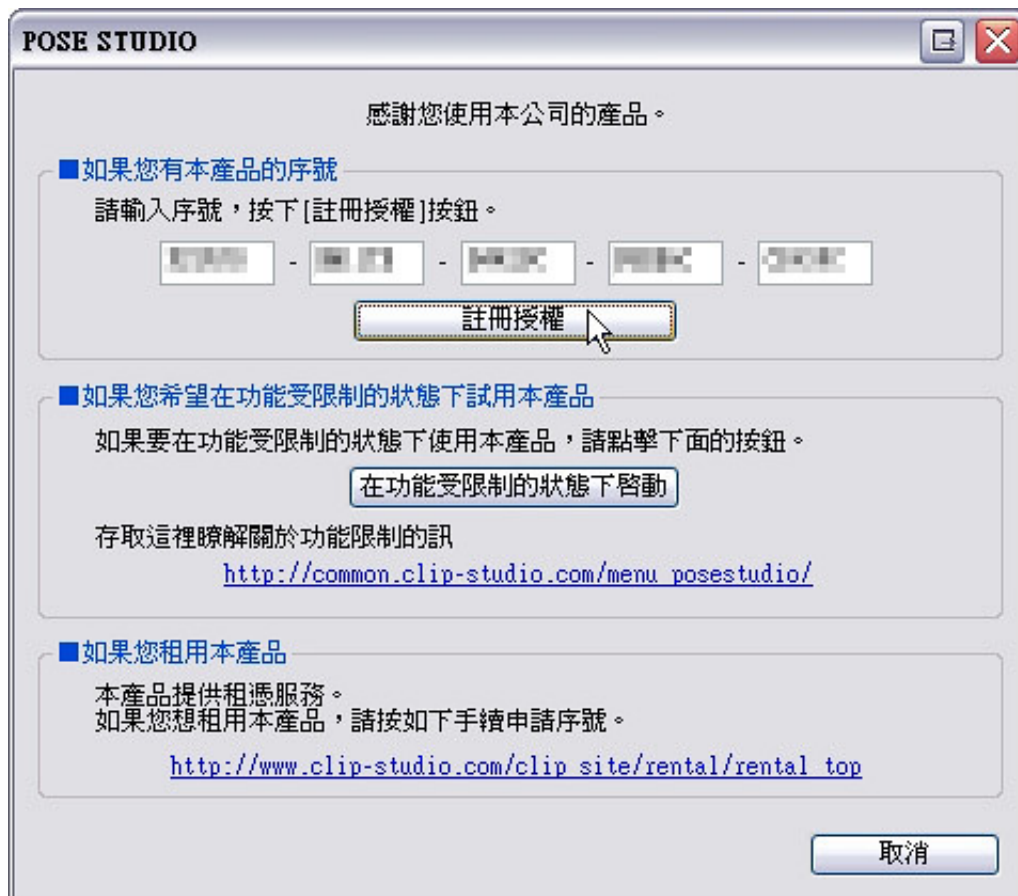 POSE STUDIO
感謝您使用本公司的產品。
■如果您有本產品的序號
請輸入序號，按下[註冊授權]按鈕。
- - - -
註冊授權
■如果您希望在功能受限制的狀態下試用本產品
如果要在功能受限制的狀態下使用本產品，請點擊下面的按鈕。
在功能受限制的狀態下啓動
存取這裡瞭解關於功能限制的訊
http://common.clip-studio.com/menu_posestudio/
■如果您租用本產品
本產品提供租憑服務。
如果您想租用本產品，請按如下手續申請序號。
http://www.clip-studio.com/clip_site/rental/rental_top
取消